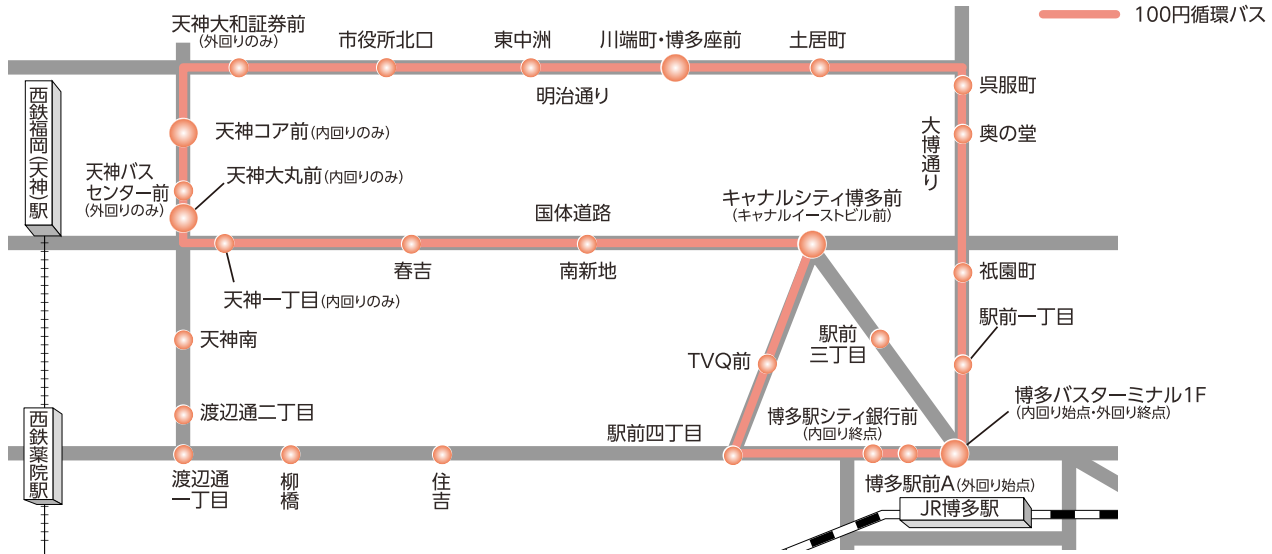 100円循環バス
天神大和証券前
(外回りのみ)
市役所北口
東中洲
川端町・博多座前
土居町
明治通り
呉服町
奥の堂
大博通り
西鉄福岡(天神)駅
天神コア前(内回りのみ)
天神バス
センター前
(外回りのみ)
天神大丸前(内回りのみ)
国体道路
キャナルシティ博多前
(キャナルイーストビル前)
春吉
南新地
祇園町
天神一丁目(内回りのみ)
駅前一丁目
天神南
駅前
三丁目
TVQ前
博多バスターミナル1F
(内回り始点・外回り終点)
渡辺通二丁目
博多駅シティ銀行前
(内回り終点)
駅前四丁目
西鉄薬院駅
渡辺通
一丁目
柳橋
住吉
博多駅前A(外回り始点)
JR博多駅